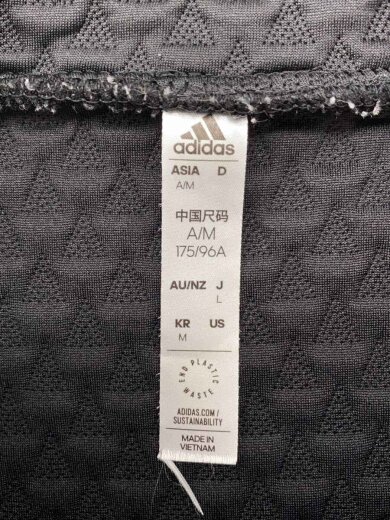 adidas
ASIA D
A/M
中国尺码
A/M
175/96A
AU/NZ J
L
KR US
M
END PLASTIC WASTE
ADIDAS.COM/
SUSTAINABILITY
MADE IN
VIETNAM